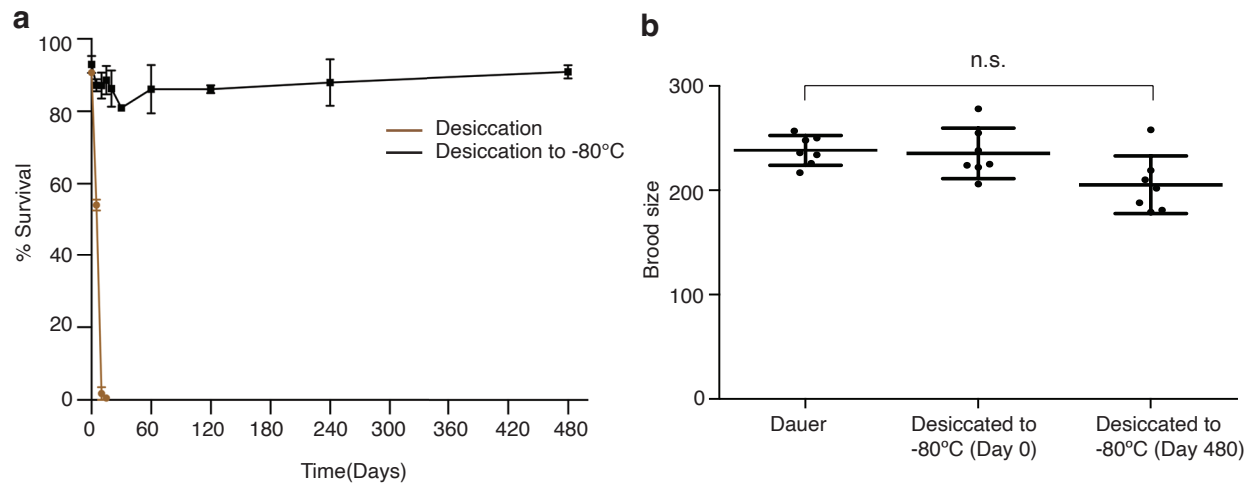 a
100
80
60
40
20
0
% Survival
Desiccation
Desiccation to -80°C
0 60 120 180 240 300 360 420 480
Time(Days)
b
n.s.
300
200
100
0
Brood size
Dauer
Desiccated to
-80ºC (Day 0)
Desiccated to
-80ºC (Day 480)